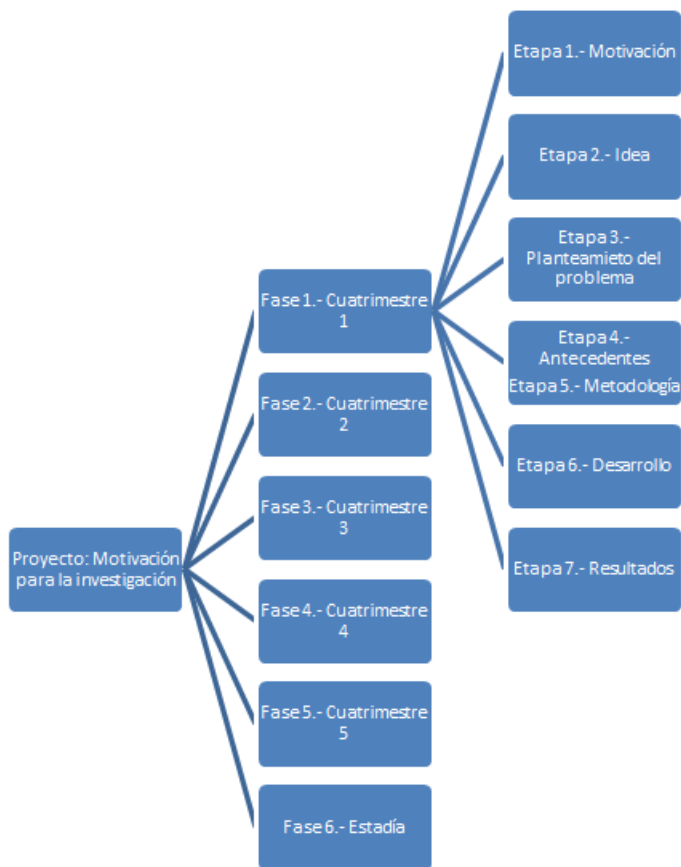 Proyecto: Motivación
para la investigación
Fase 1.- Cuatrimestre
1
Fase 2.- Cuatrimestre
2
Fase 3.- Cuatrimestre
3
Fase 4.- Cuatrimestre
4
Fase 5.- Cuatrimestre
5
Fase 6.- Estadía
Etapa 1.- Motivación
Etapa 2.- Idea
Etapa 3.-
Planteamieto del
problema
Etapa 4.-
Antecedentes
Etapa 5.- Metodología
Etapa 6.- Desarrollo
Etapa 7.- Resultados